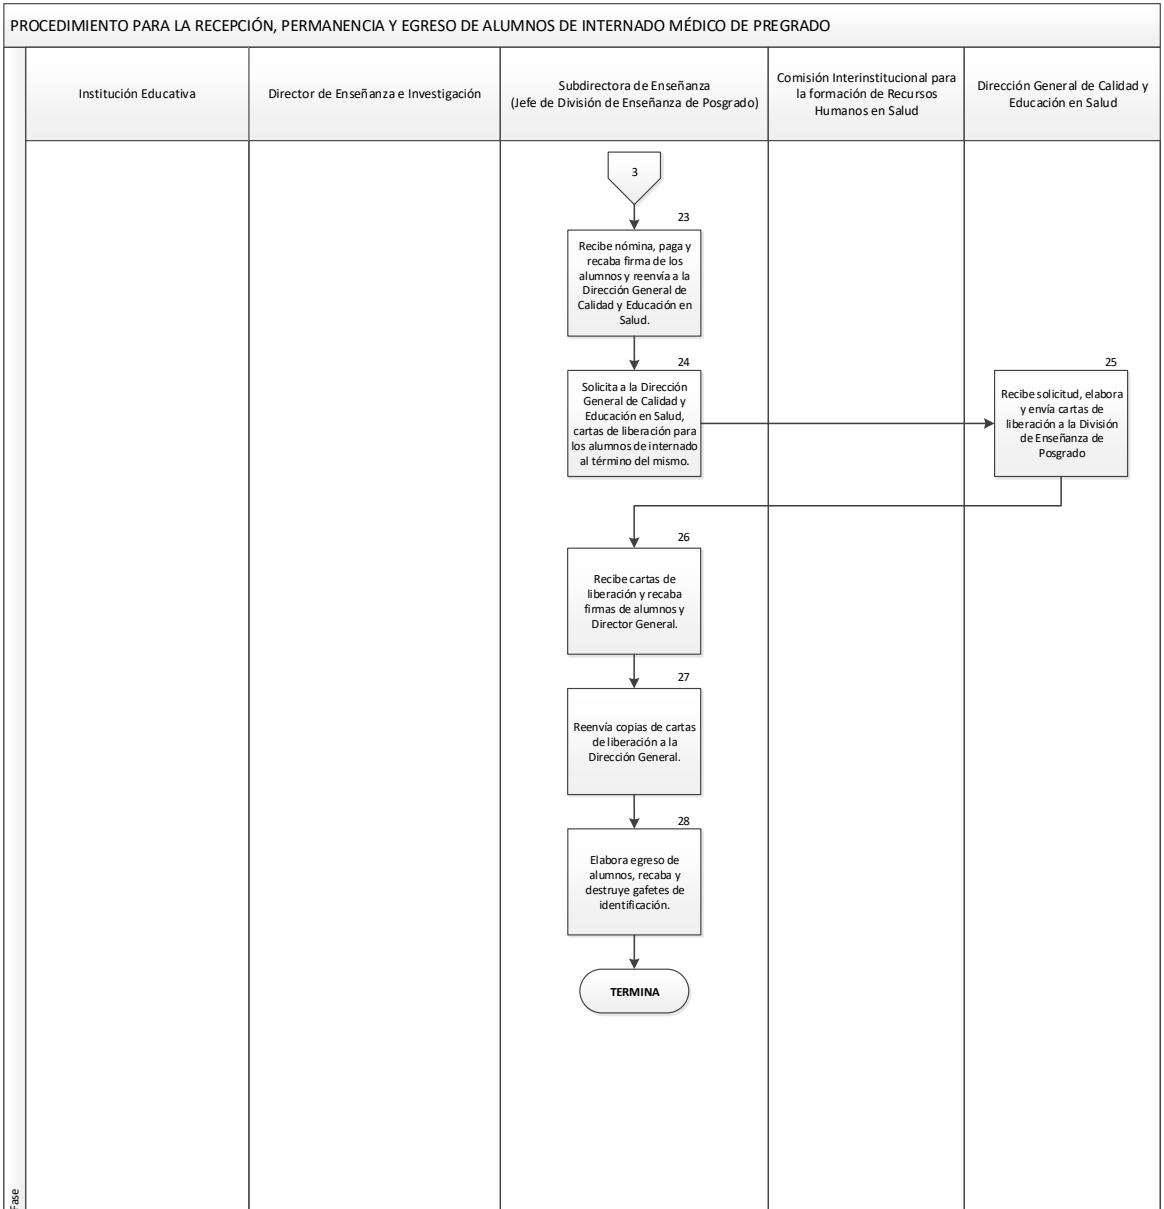 PROCEDIMIENTO PARA LA RECEPCIÓN, PERMANENCIA Y EGRESO DE ALUMNOS DE INTERNADO MÉDICO DE PREGRADO
Institución Educativa
Director de Enseñanza e Investigación
Subdirectora de Enseñanza
(Jefe de División de Enseñanza de Posgrado)
Comisión Interinstitucional para
la formación de Recursos
Humanos en Salud
Dirección General de Calidad y
Educación en Salud
3
23
Recibe nómina, paga y
recaba firma de los
alumnos y reenvía a la
Dirección General de
Calidad y Educación en
Salud.
24
Solicita a la Dirección
General de Calidad y
Educación en Salud,
cartas de liberación para
los alumnos de internado
al término del mismo.
25
Recibe solicitud, elabora
y envía cartas de
liberación a la División
de Enseñanza de
Posgrado
26
Recibe cartas de
liberación y recaba
firmas de alumnos y
Director General.
27
Reenvía copias de cartas
de liberación a la
Dirección General.
28
Elabora egreso de
alumnos, recaba y
destruye gafetes de
identificación.
TERMINA
Fase